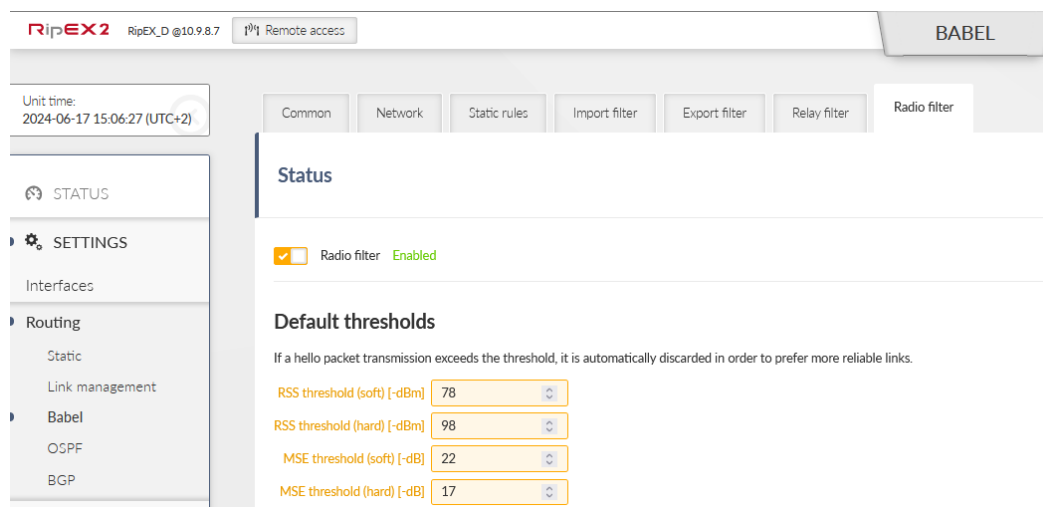 RipEX2 RipEX_D @10.9.8.7 Remote access BABEL
Unit time:
2024-06-17 15:06:27 (UTC+2)
Common Network Static rules Import filter Export filter Relay filter Radio filter
Status
STATUS
SETTINGS
Radio filter Enabled
Interfaces
Routing
Default thresholds
Static
If a hello packet transmission exceeds the threshold, it is automatically discarded in order to prefer more reliable links.
Link management
RSS threshold (soft) [-dBm] 78
Babel
RSS threshold (hard) [-dBm] 98
OSPF
MSE threshold (soft) [-dB] 22
BGP
MSE threshold (hard) [-dB] 17